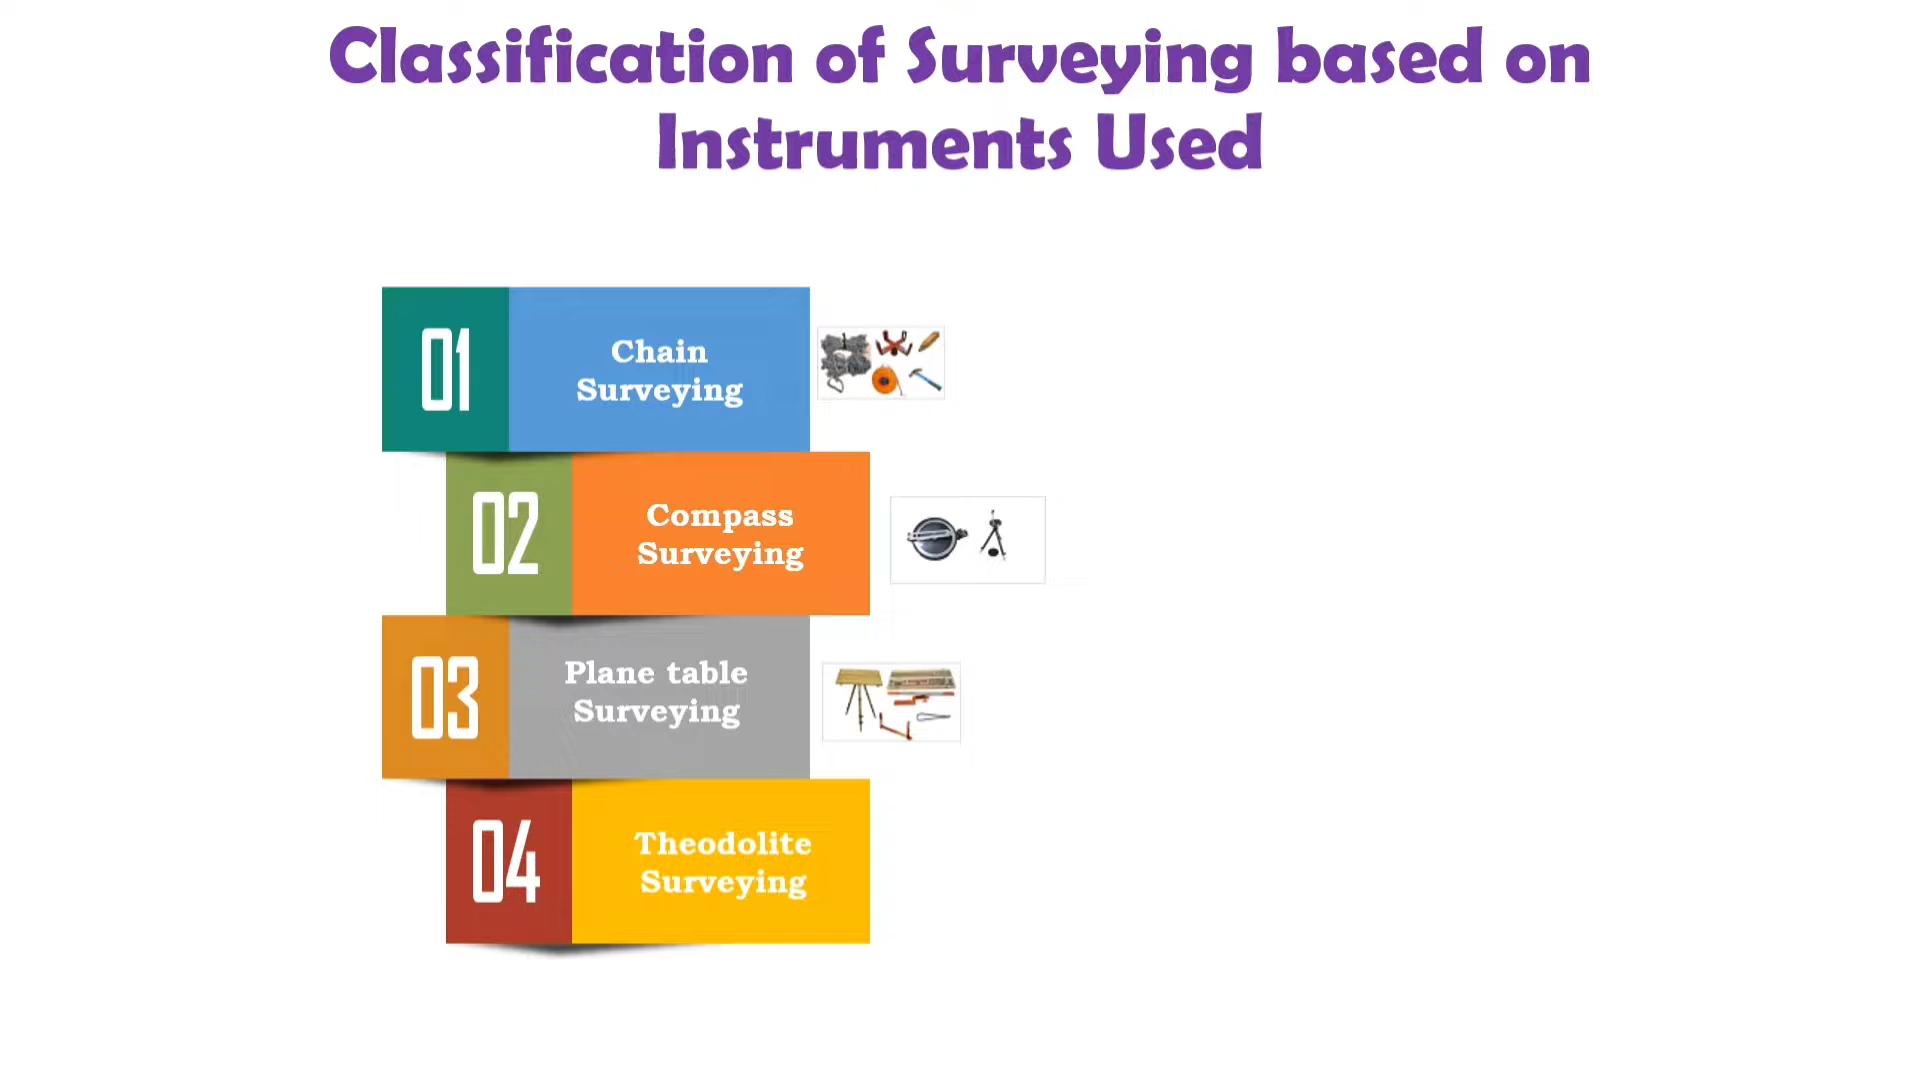 Classification of Surveying based on
Instruments Used
01
Chain
Surveying
02
Compass
Surveying
03
Plane table
Surveying
04
Theodolite
Surveying